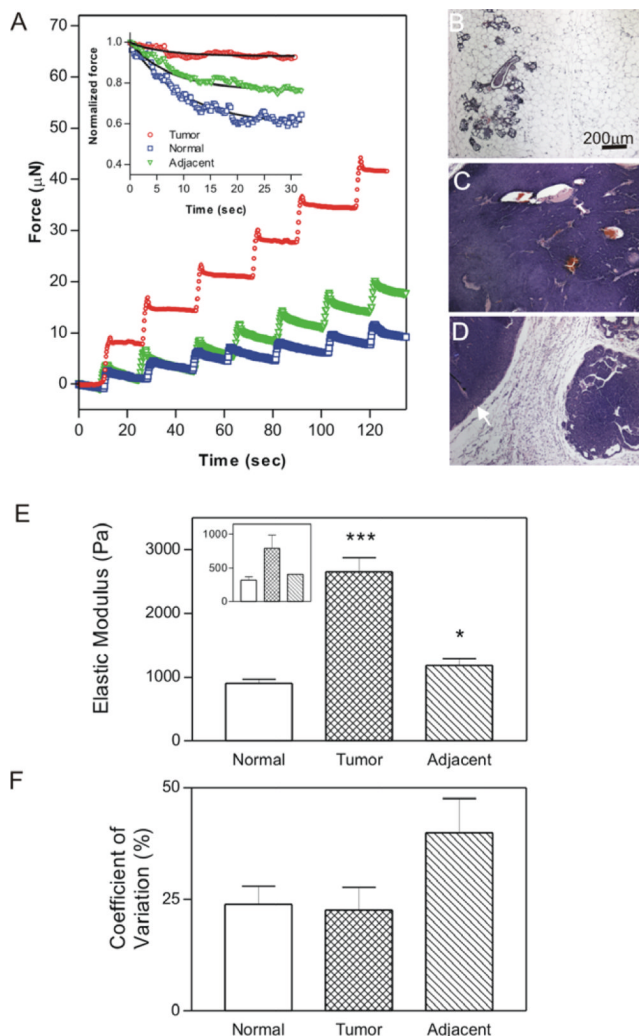 A
70
60
50
40
30
20
10
0
Force (μN)
0 20 40 60 80 100 120
Time (sec)
1.0
0.8
0.6
0.4
Normalized force
0 5 10 15 20 25 30
Time (sec)
Tumor
Normal
Adjacent
B
200μm
C
D
E
3000
2000
1000
0
Elastic Modulus (Pa)
1000
500
0
***
*
Normal Tumor Adjacent
F
50
25
0
Coefficient of
Variation (%)
Normal Tumor Adjacent